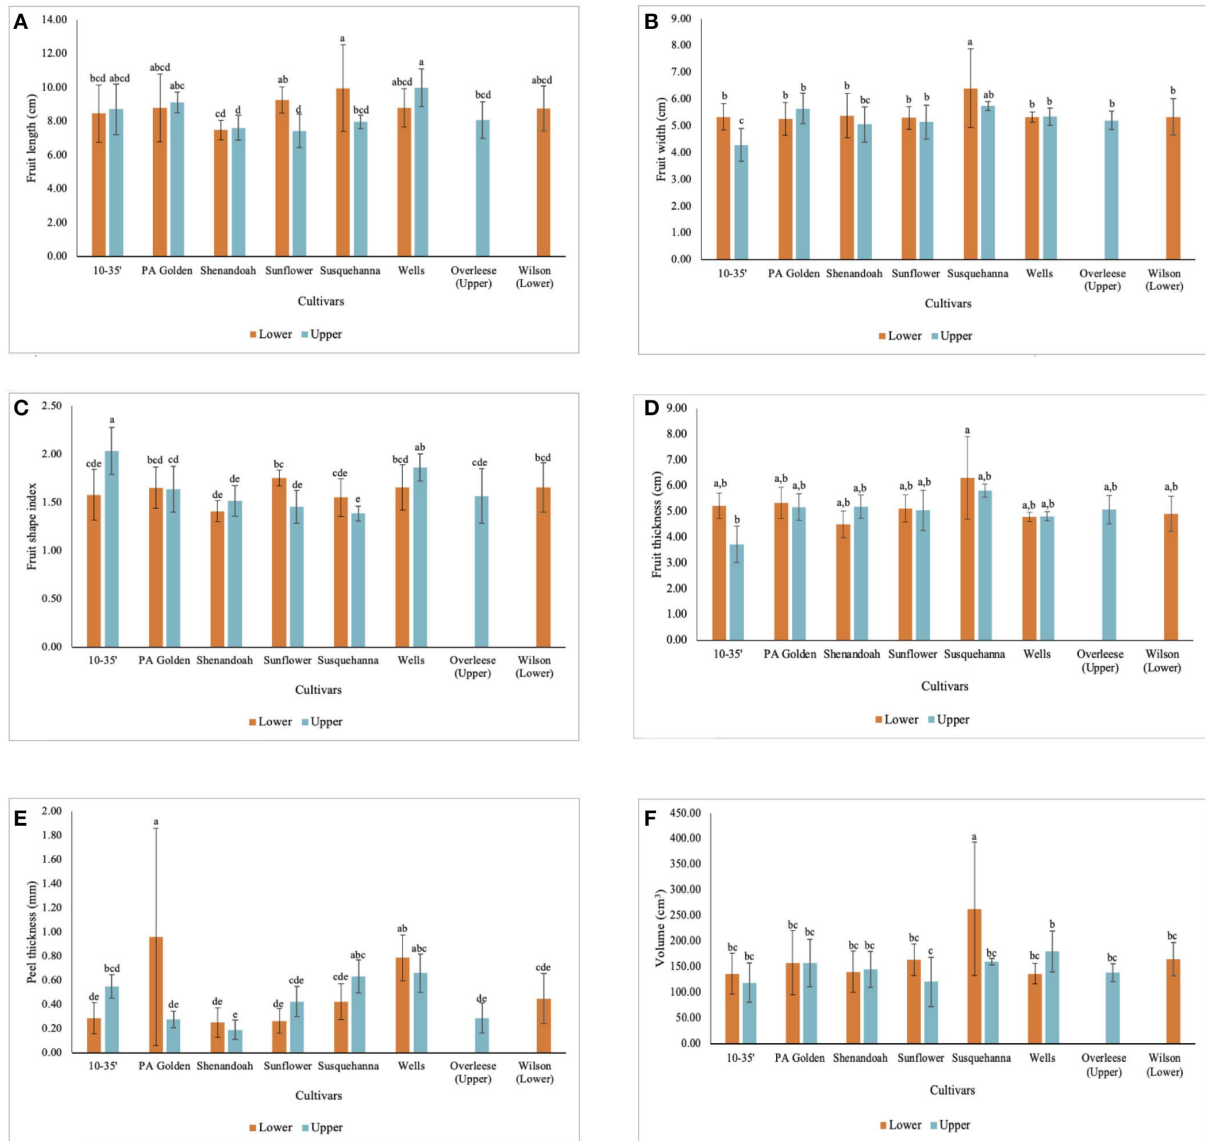 A
14.00
12.00
10.00
8.00
6.00
4.00
2.00
0.00
Fruit length (cm)
bcd abcd abcd abc cd d ab d a bcd abcd a bcd abcd
10-35' PA Golden Shenandoah Sunflower Susquehanna Wells Overleese Wilson
(Upper) (Lower)
Cultivars
Lower Upper
B
9.00
8.00
7.00
6.00
5.00
4.00
3.00
2.00
1.00
0.00
Fruit width (cm)
b c b b b bc b b a ab b b b b
10-35' PA Golden Shenandoah Sunflower Susquehanna Wells Overleese Wilson
(Upper) (Lower)
Cultivars
Lower Upper
C
2.50
2.00
1.50
1.00
0.50
0.00
Fruit shape index
cde a bcd cd de de bc de cde e bcd ab cde bcd
10-35' PA Golden Shenandoah Sunflower Susquehanna Wells Overleese Wilson
(Upper) (Lower)
Cultivars
Lower Upper
D
9.00
8.00
7.00
6.00
5.00
4.00
3.00
2.00
1.00
0.00
Fruit thickness (cm)
a,b b a,b a,b a,b a,b a,b a,b a a,b a,b a,b a,b a,b
10-35' PA Golden Shenandoah Sunflower Susquehanna Wells Overleese Wilson
(Upper) (Lower)
Cultivars
Lower Upper
E
2.00
1.80
1.60
1.40
1.20
1.00
0.80
0.60
0.40
0.20
0.00
Peel thickness (mm)
de bcd a de de e de cde cde abc ab abc de cde
10-35' PA Golden Shenandoah Sunflower Susquehanna Wells Overleese Wilson
(Upper) (Lower)
Cultivars
Lower Upper
F
450.00
400.00
350.00
300.00
250.00
200.00
150.00
100.00
50.00
0.00
Volume (cm³)
bc bc bc bc bc bc bc c a bc bc b bc bc
10-35' PA Golden Shenandoah Sunflower Susquehanna Wells Overleese Wilson
(Upper) (Lower)
Cultivars
Lower Upper